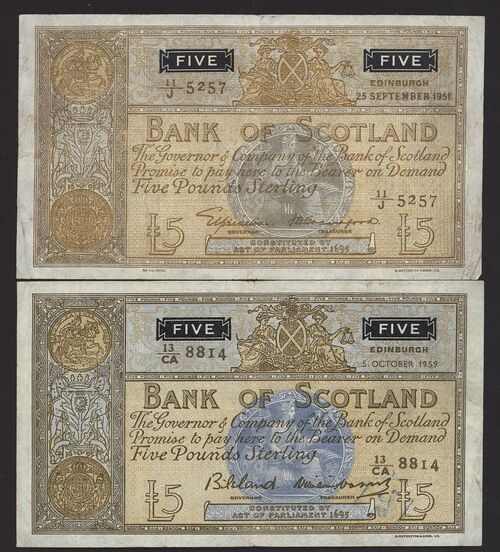 FIVE FIVE
11/J 5257 EDINBURGH
25 SEPTEMBER 1951
BANK OF SCOTLAND
The Governor & Company of the Bank of Scotland
Promise to pay here to the Bearer on Demand
Five Pounds Sterling
11/J 5257
£5 £5
GOVERNOR TREASURER
CONSTITUTED BY
ACT OF PARLIAMENT 1695
FIVE FIVE
13/CA 8814 EDINBURGH
5 OCTOBER 1959
BANK OF SCOTLAND
The Governor & Company of the Bank of Scotland
Promise to pay here to the Bearer on Demand
Five Pounds Sterling
13/CA 8814
£5 £5
GOVERNOR TREASURER
CONSTITUTED BY
ACT OF PARLIAMENT 1695